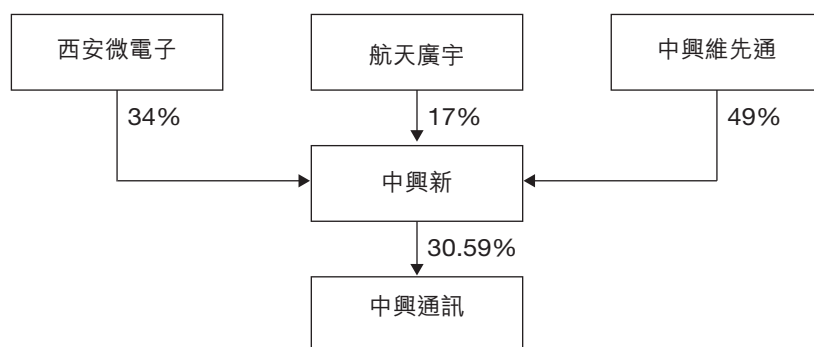 西安微電子
航天廣宇
中興維先通
34%
17%
49%
中興新
30.59%
中興通訊